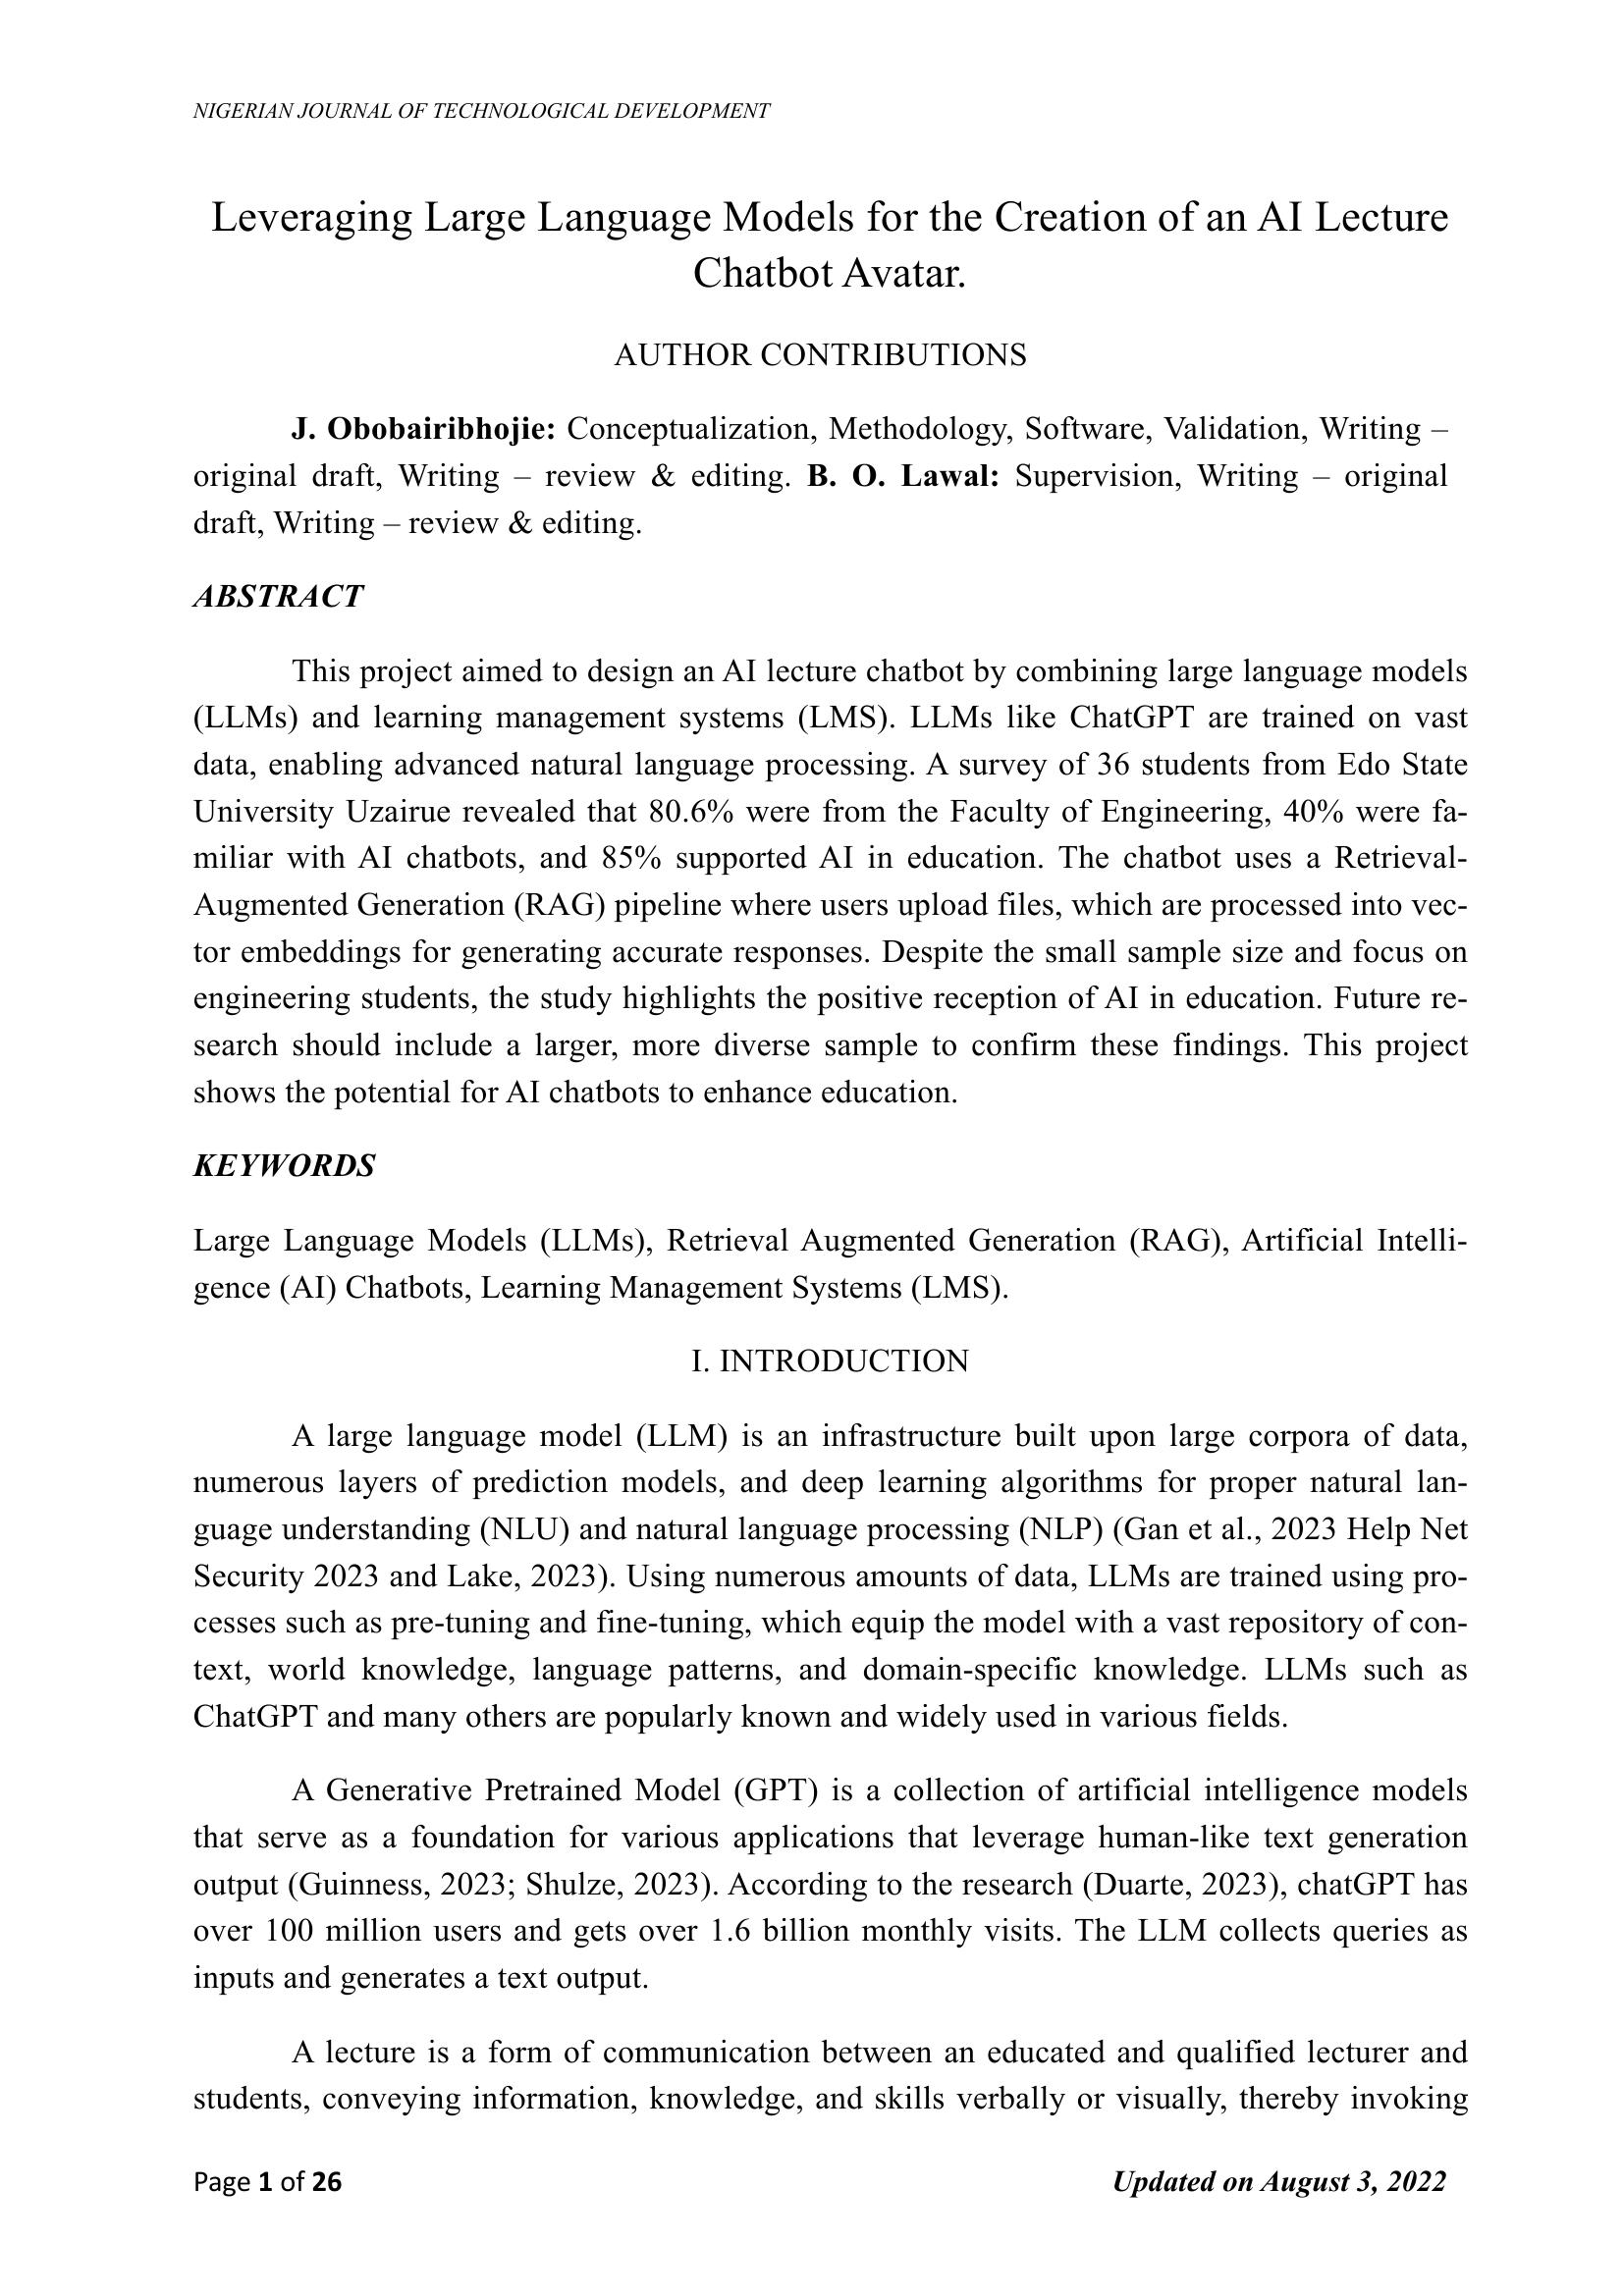 NIGERIAN JOURNAL OF TECHNOLOGICAL DEVELOPMENT
Leveraging Large Language Models for the Creation of an AI Lecture
Chatbot Avatar.
AUTHOR CONTRIBUTIONS
J. Obobairibhojie: Conceptualization, Methodology, Software, Validation, Writing –
original draft, Writing – review & editing. B. O. Lawal: Supervision, Writing – original
draft, Writing – review & editing.
ABSTRACT
This project aimed to design an AI lecture chatbot by combining large language models
(LLMs) and learning management systems (LMS). LLMs like ChatGPT are trained on vast
data, enabling advanced natural language processing. A survey of 36 students from Edo State
University Uzairue revealed that 80.6% were from the Faculty of Engineering, 40% were fa-
miliar with AI chatbots, and 85% supported AI in education. The chatbot uses a Retrieval-
Augmented Generation (RAG) pipeline where users upload files, which are processed into vec-
tor embeddings for generating accurate responses. Despite the small sample size and focus on
engineering students, the study highlights the positive reception of AI in education. Future re-
search should include a larger, more diverse sample to confirm these findings. This project
shows the potential for AI chatbots to enhance education.
KEYWORDS
Large Language Models (LLMs), Retrieval Augmented Generation (RAG), Artificial Intelli-
gence (AI) Chatbots, Learning Management Systems (LMS).
I. INTRODUCTION
A large language model (LLM) is an infrastructure built upon large corpora of data,
numerous layers of prediction models, and deep learning algorithms for proper natural lan-
guage understanding (NLU) and natural language processing (NLP) (Gan et al., 2023 Help Net
Security 2023 and Lake, 2023). Using numerous amounts of data, LLMs are trained using pro-
cesses such as pre-tuning and fine-tuning, which equip the model with a vast repository of con-
text, world knowledge, language patterns, and domain-specific knowledge. LLMs such as
ChatGPT and many others are popularly known and widely used in various fields.
A Generative Pretrained Model (GPT) is a collection of artificial intelligence models
that serve as a foundation for various applications that leverage human-like text generation
output (Guinness, 2023; Shulze, 2023). According to the research (Duarte, 2023), chatGPT has
over 100 million users and gets over 1.6 billion monthly visits. The LLM collects queries as
inputs and generates a text output.
A lecture is a form of communication between an educated and qualified lecturer and
students, conveying information, knowledge, and skills verbally or visually, thereby invoking
Page 1 of 26
Updated on August 3, 2022